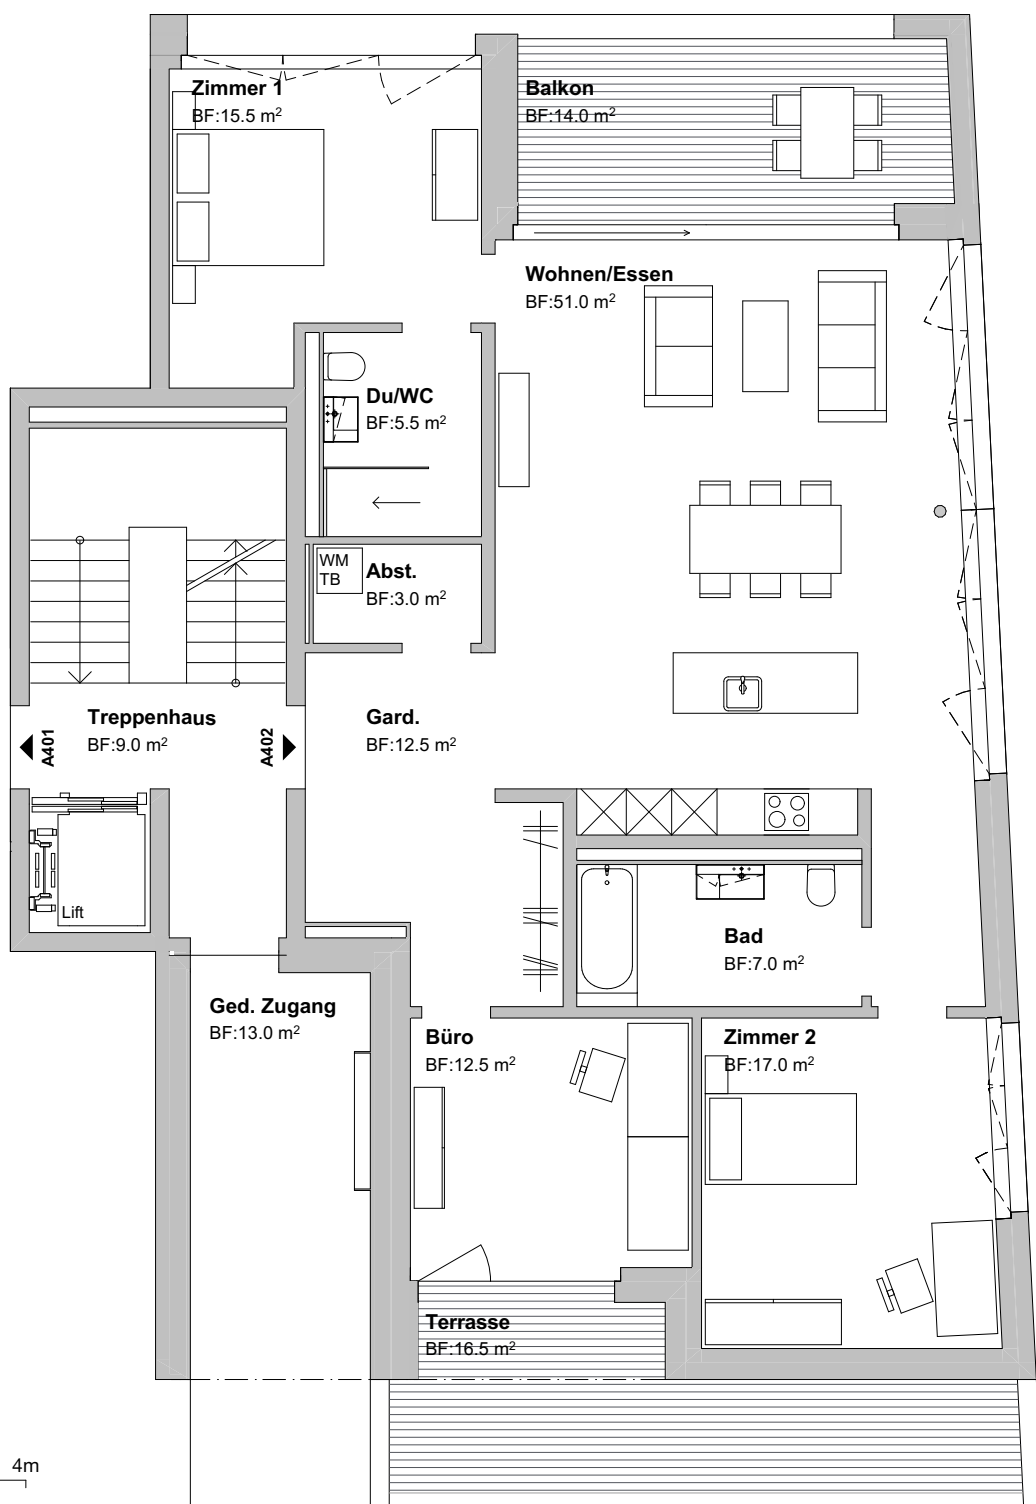 Zimmer 1
BF:15.5 m²
Balkon
BF:14.0 m²
Wohnen/Essen
BF:51.0 m²
Du/WC
BF:5.5 m²
WM
TB
Abst.
BF:3.0 m²
Treppenhaus
BF:9.0 m²
A401
A402
Gard.
BF:12.5 m²
Lift
Bad
BF:7.0 m²
Ged. Zugang
BF:13.0 m²
Büro
BF:12.5 m²
Zimmer 2
BF:17.0 m²
Terrasse
BF:16.5 m²
4m